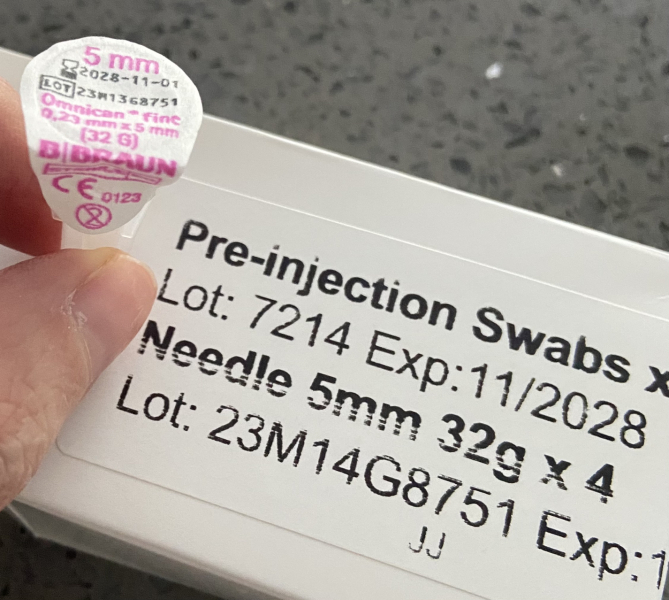 5 mm
2028-11-01
LOT 23M13G8751
Omnican® fine
0,23 mm x 5 mm
(32 G)
B|BRAUN
CE 0123
Pre-injection Swabs x
Lot: 7214 Exp:11/2028
Needle 5mm 32g x 4
Lot: 23M14G8751 Exp:1
JJ